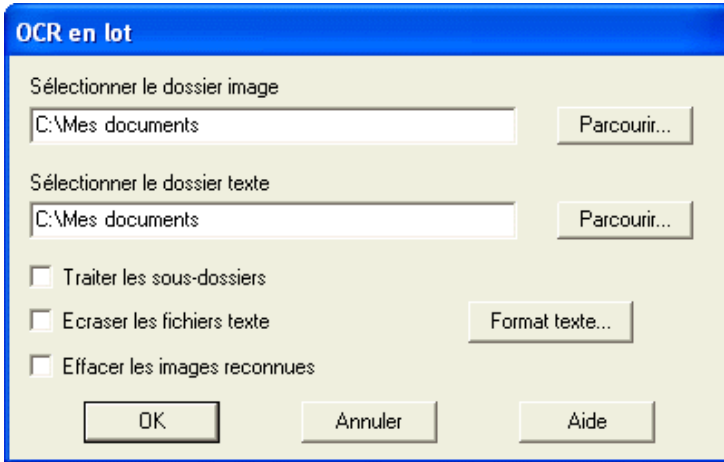 OCR en lot
Sélectionner le dossier image
C:\Mes documents
Parcourir...
Sélectionner le dossier texte
C:\Mes documents
Parcourir...
Traiter les sous-dossiers
Ecraser les fichiers texte
Format texte...
Effacer les images reconnues
OK
Annuler
Aide